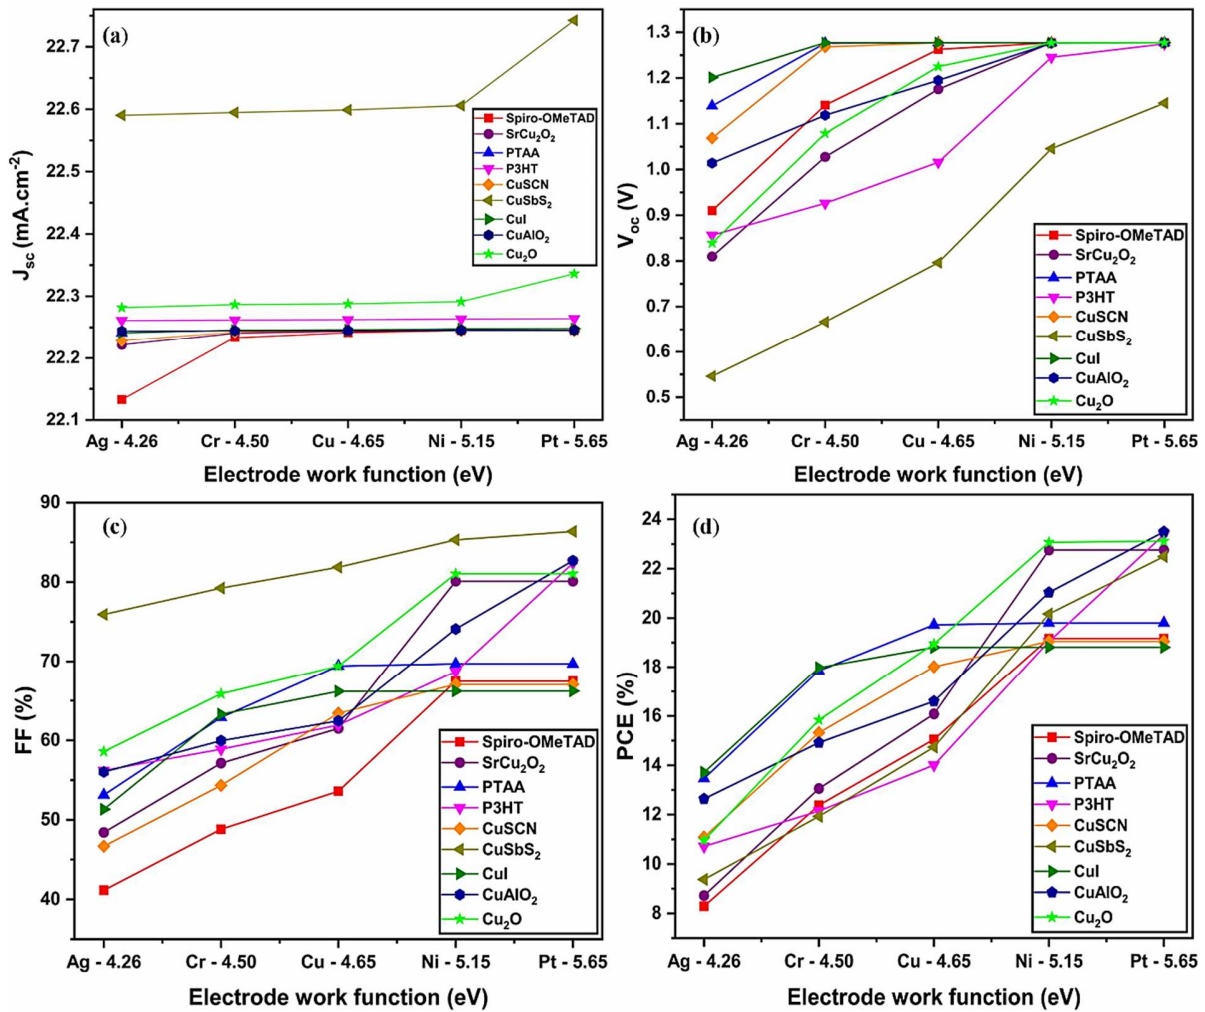 (a)
22.7
22.6
22.5
22.4
22.3
22.2
22.1
J_sc (mA.cm⁻²)
Spiro-OMeTAD
SrCu₂O₂
PTAA
P3HT
CuSCN
CuSbS₂
CuI
CuAlO₂
Cu₂O
Ag - 4.26 Cr - 4.50 Cu - 4.65 Ni - 5.15 Pt - 5.65
Electrode work function (eV)
(b)
1.3
1.2
1.1
1.0
0.9
0.8
0.7
0.6
0.5
V_oc (V)
Spiro-OMeTAD
SrCu₂O₂
PTAA
P3HT
CuSCN
CuSbS₂
CuI
CuAlO₂
Cu₂O
Ag - 4.26 Cr - 4.50 Cu - 4.65 Ni - 5.15 Pt - 5.65
Electrode work function (eV)
(c)
90
80
70
60
50
40
FF (%)
Spiro-OMeTAD
SrCu₂O₂
PTAA
P3HT
CuSCN
CuSbS₂
CuI
CuAlO₂
Cu₂O
Ag - 4.26 Cr - 4.50 Cu - 4.65 Ni - 5.15 Pt - 5.65
Electrode work function (eV)
(d)
24
22
20
18
16
14
12
10
8
PCE (%)
Spiro-OMeTAD
SrCu₂O₂
PTAA
P3HT
CuSCN
CuSbS₂
CuI
CuAlO₂
Cu₂O
Ag - 4.26 Cr - 4.50 Cu - 4.65 Ni - 5.15 Pt - 5.65
Electrode work function (eV)